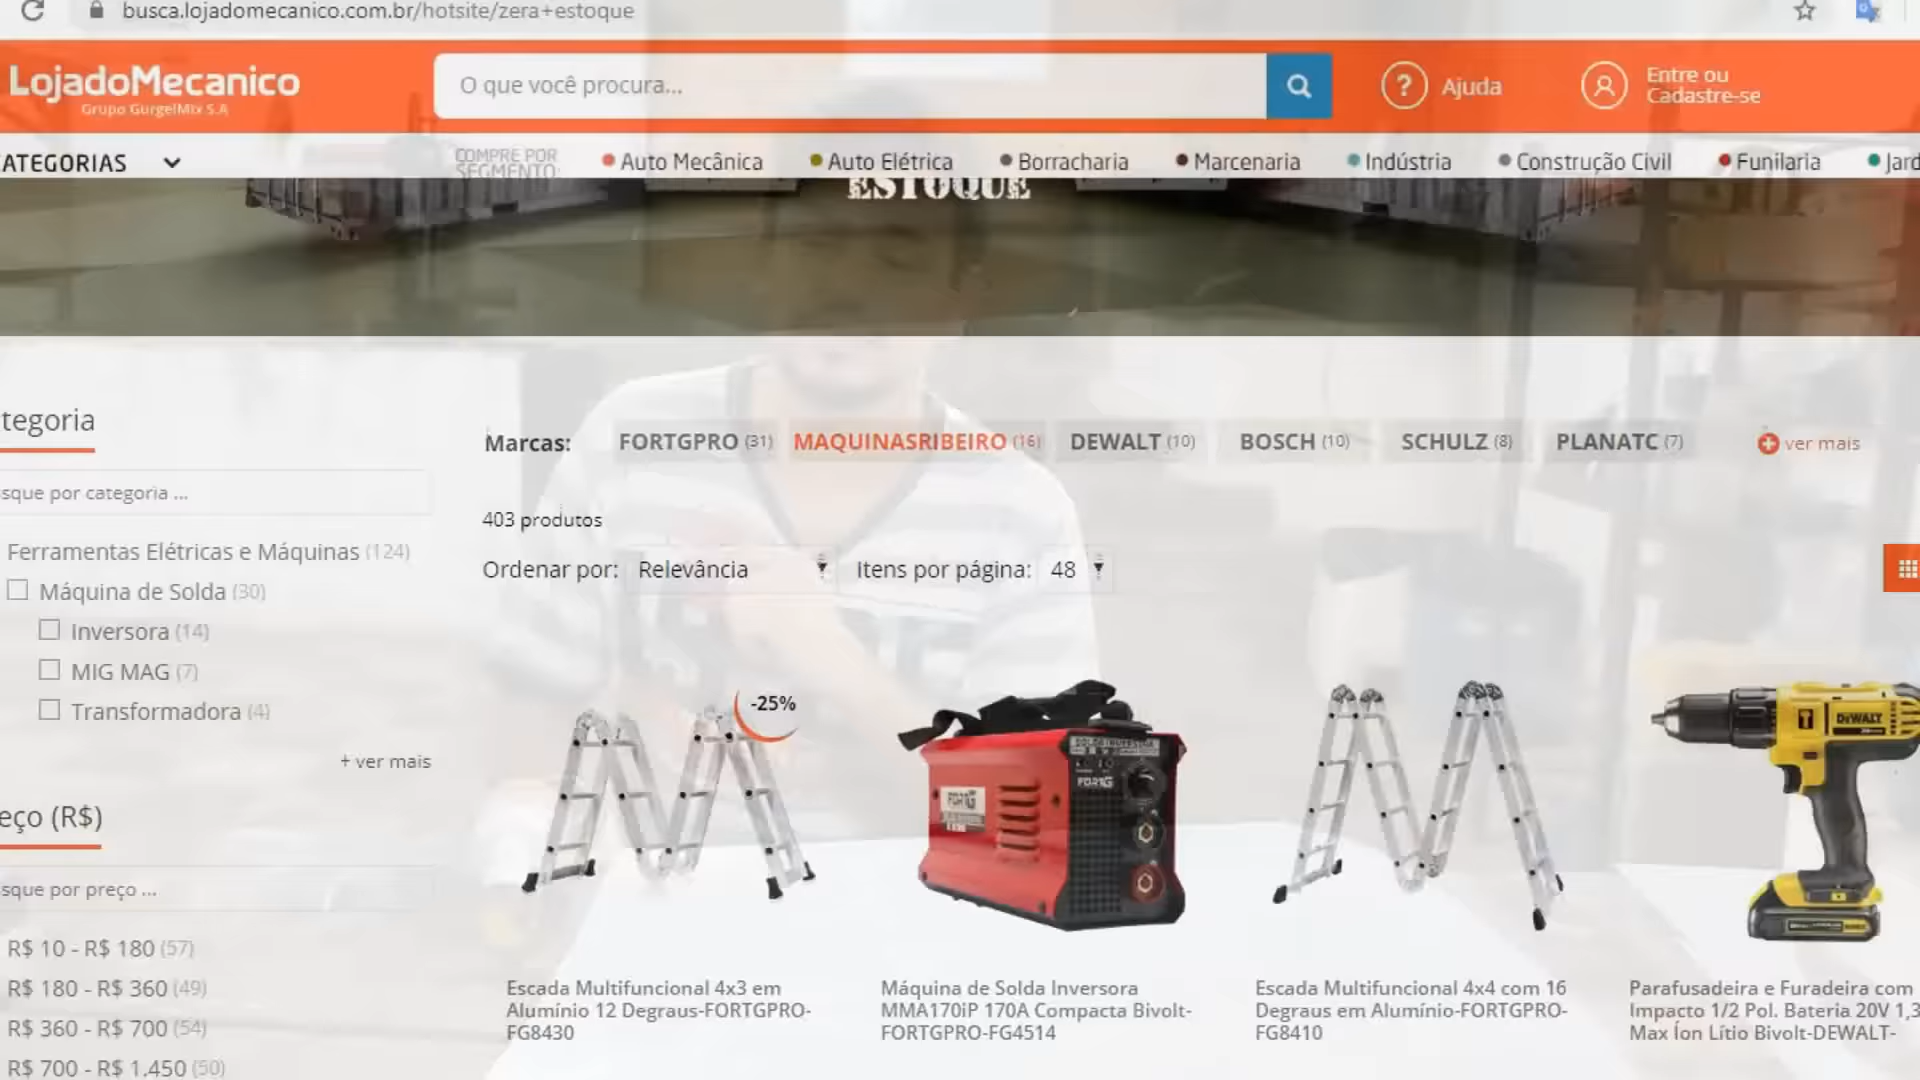 busca.lojadomecanico.com.br/hotsite/zera+estoque
LojadoMecanico
Grupo GurgelMix S.A
O que você procura...
Ajuda
Entre ou
Cadastre-se
ATEGORIAS
COMPRE POR
SEGMENTO:
Auto Mecânica
Auto Elétrica
Borracharia
Marcenaria
Indústria
Construção Civil
Funilaria
Jard
ESTOQUE
tegoria
sque por categoria ...
Ferramentas Elétricas e Máquinas (124)
Máquina de Solda (30)
Inversora (14)
MIG MAG (7)
Transformadora (4)
+ ver mais
eço (R$)
sque por preço ...
R$ 10 - R$ 180 (57)
R$ 180 - R$ 360 (49)
R$ 360 - R$ 700 (54)
R$ 700 - R$ 1.450 (50)
Marcas: FORTGPRO (31) MAQUINASRIBEIRO (16) DEWALT (10) BOSCH (10) SCHULZ (8) PLANATC (7) ver mais
403 produtos
Ordenar por: Relevância Itens por página: 48
-25%
FORTG
FORTG
DEWALT
Escada Multifuncional 4x3 em
Alumínio 12 Degraus-FORTGPRO-
FG8430
Máquina de Solda Inversora
MMA170iP 170A Compacta Bivolt-
FORTGPRO-FG4514
Escada Multifuncional 4x4 com 16
Degraus em Alumínio-FORTGPRO-
FG8410
Parafusadeira e Furadeira com
Impacto 1/2 Pol. Bateria 20V 1,3
Max Íon Lítio Bivolt-DEWALT-